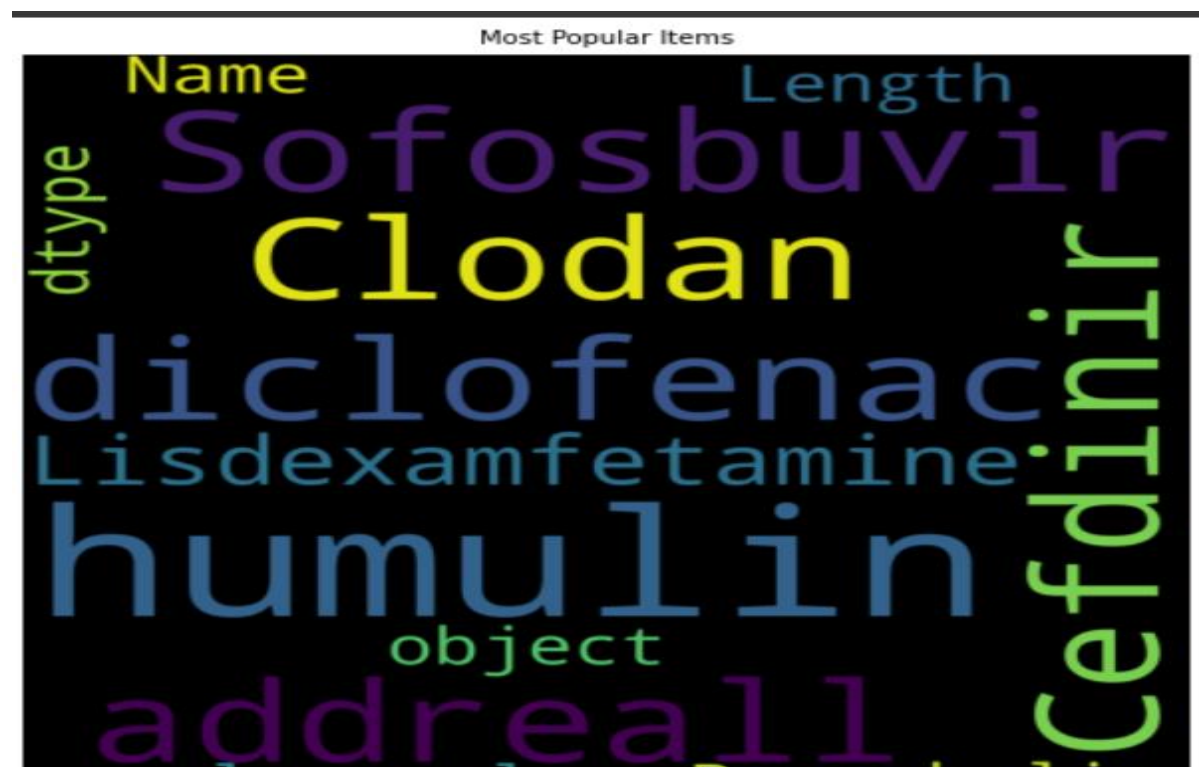 Most Popular Items
Name
Length
Sofosbuvir
dtype
Clodan
Cefdinir
diclofenac
Lisdexamfetamine
humulin
object
addreall